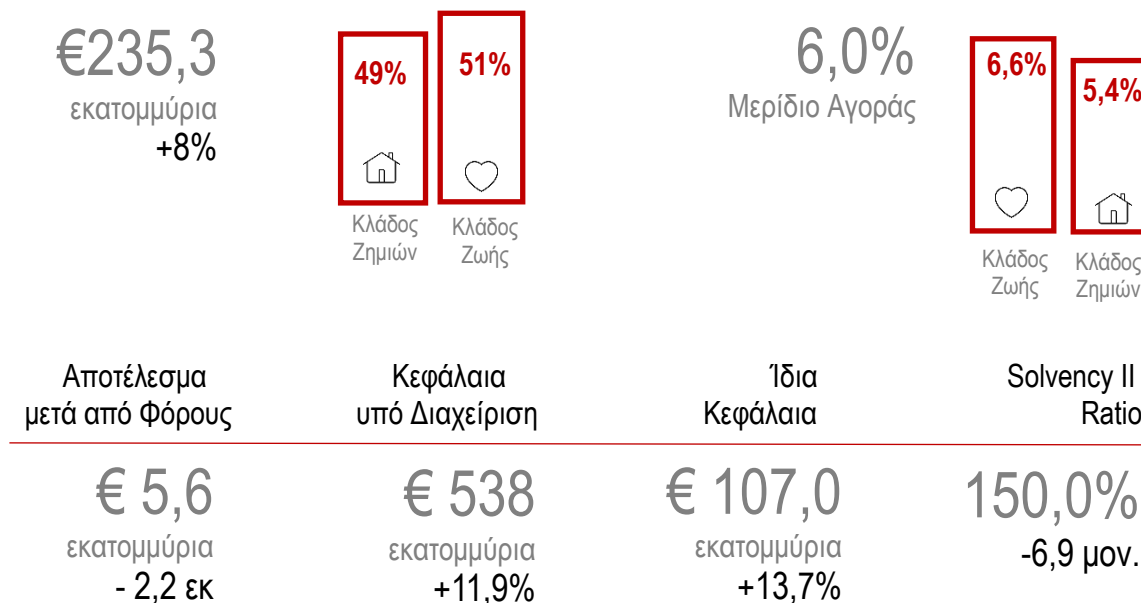 €235,3
εκατομμύρια
+8%
49%
51%
Κλάδος
Ζημιών
Κλάδος
Ζωής
6,0%
Μερίδιο Αγοράς
6,6%
5,4%
Κλάδος
Ζωής
Κλάδος
Ζημιών
Αποτέλεσμα
μετά από Φόρους
Κεφάλαια
υπό Διαχείριση
Ίδια
Κεφάλαια
Solvency II
Ratio
€ 5,6
εκατομμύρια
- 2,2 εκ
€ 538
εκατομμύρια
+11,9%
€ 107,0
εκατομμύρια
+13,7%
150,0%
-6,9 μον.